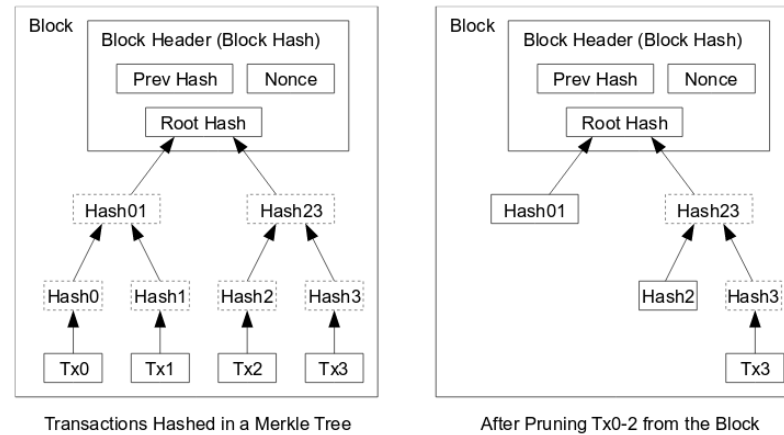 Block
Block Header (Block Hash)
Prev Hash
Nonce
Root Hash
Hash01
Hash23
Hash0
Hash1
Hash2
Hash3
Tx0
Tx1
Tx2
Tx3
Transactions Hashed in a Merkle Tree
Block
Block Header (Block Hash)
Prev Hash
Nonce
Root Hash
Hash01
Hash23
Hash2
Hash3
Tx3
After Pruning Tx0-2 from the Block